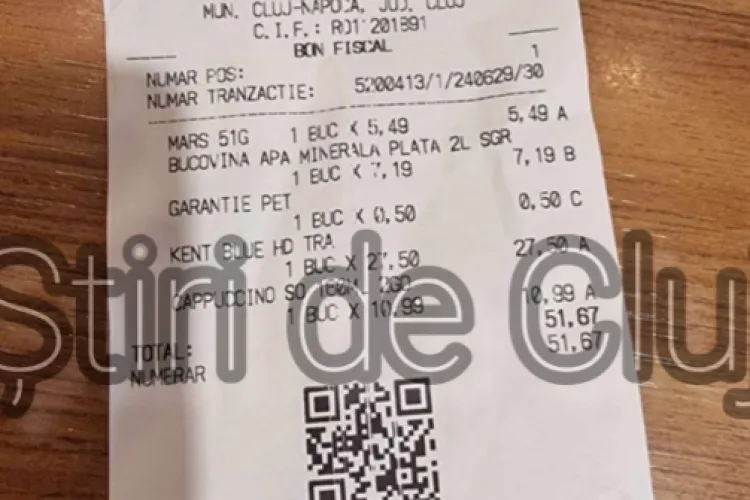 MUN. CLUJ-NAPOCA, JUD. CLUJ
C.I.F.:
BON FISCAL
NUMAR POS: 1
NUMAR TRANZACTIE: 5200413/1/240629/30
MARS 51G 1 BUC X 5,49 5,49 A
BUCOVINA APA MINERALA PLATA 2L SGR
1 BUC X 7,19 7,19 B
GARANTIE PET
1 BUC X 0,50 0,50 C
KENT BLUE HD TRA
1 BUC X 27,50 27,50 A
CAPPUCCINO
1 BUC X 10,99 10,99 A
TOTAL: 51,67
NUMERAR 51,67
Știri de Cluj